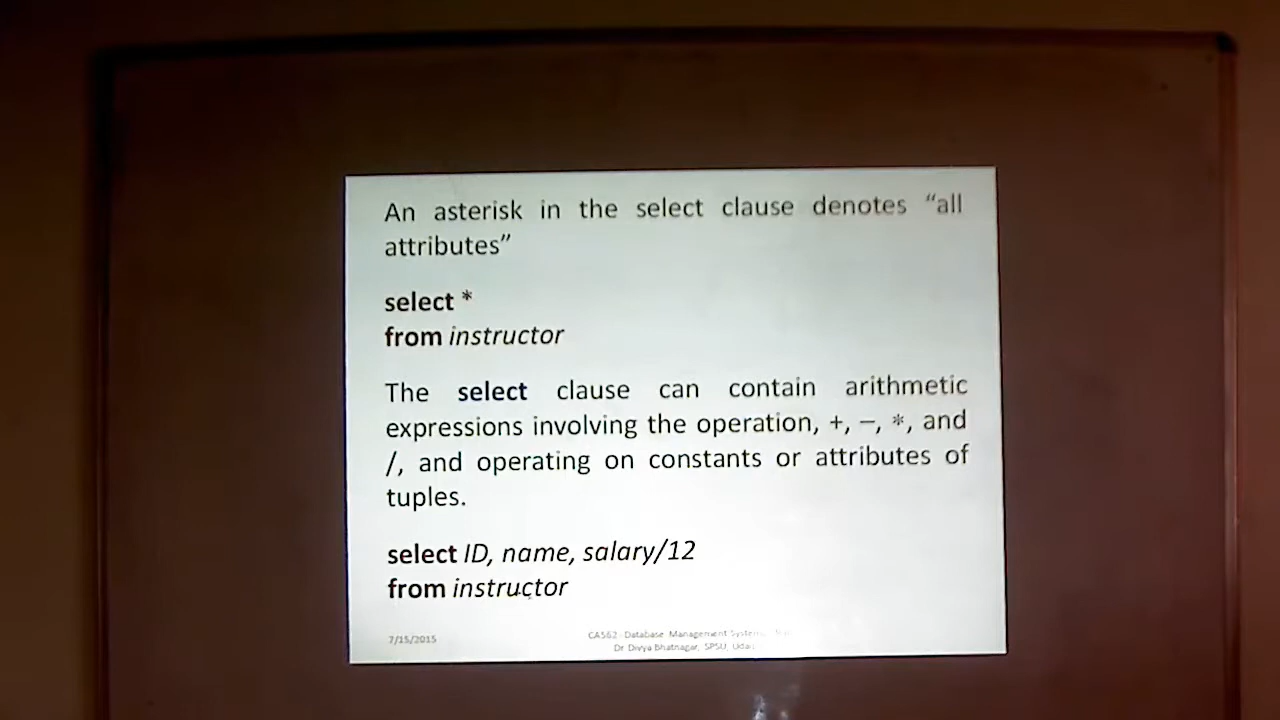 An asterisk in the select clause denotes “all
attributes”
select *
from instructor
The select clause can contain arithmetic
expressions involving the operation, +, –, *, and
/, and operating on constants or attributes of
tuples.
select ID, name, salary/12
from instructor
7/15/2015
CA562 Database Management
Dr Divya Bhatnagar, SPSU,